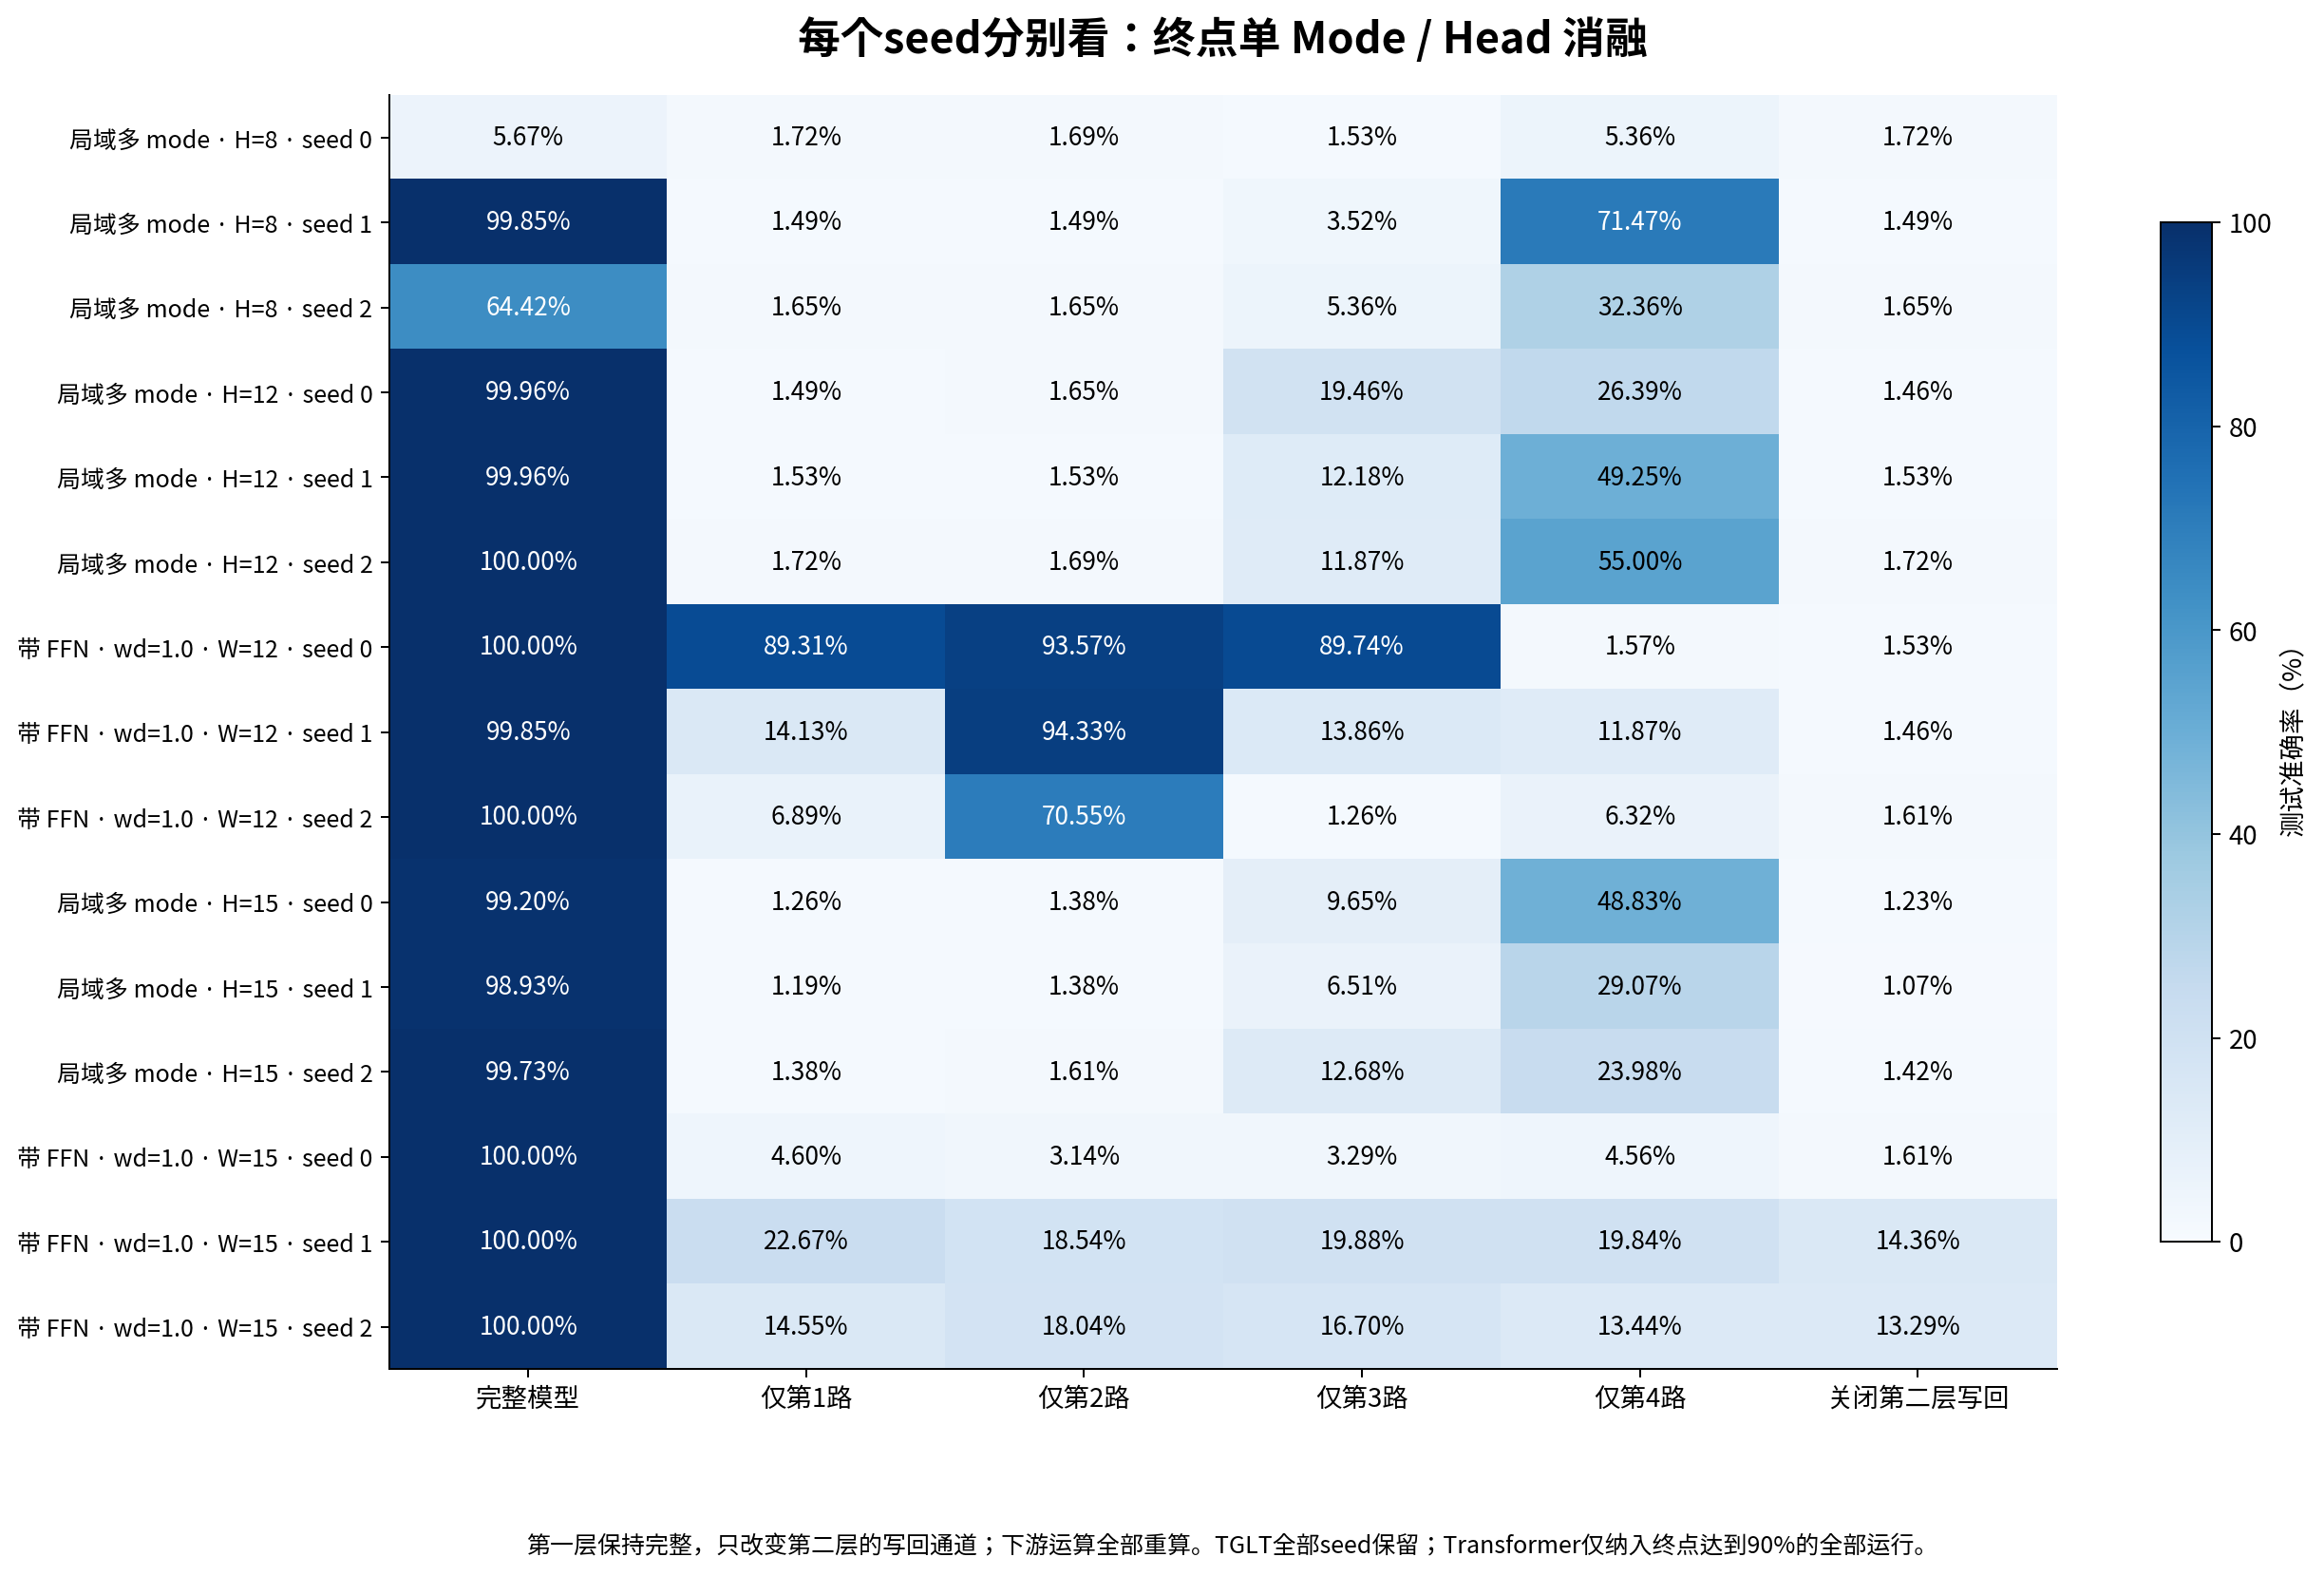 每个seed分别看：终点单 Mode / Head 消融
局域多 mode · H=8 · seed 0 5.67% 1.72% 1.69% 1.53% 5.36% 1.72%
局域多 mode · H=8 · seed 1 99.85% 1.49% 1.49% 3.52% 71.47% 1.49%
局域多 mode · H=8 · seed 2 64.42% 1.65% 1.65% 5.36% 32.36% 1.65%
局域多 mode · H=12 · seed 0 99.96% 1.49% 1.65% 19.46% 26.39% 1.46%
局域多 mode · H=12 · seed 1 99.96% 1.53% 1.53% 12.18% 49.25% 1.53%
局域多 mode · H=12 · seed 2 100.00% 1.72% 1.69% 11.87% 55.00% 1.72%
带 FFN · wd=1.0 · W=12 · seed 0 100.00% 89.31% 93.57% 89.74% 1.57% 1.53%
带 FFN · wd=1.0 · W=12 · seed 1 99.85% 14.13% 94.33% 13.86% 11.87% 1.46%
带 FFN · wd=1.0 · W=12 · seed 2 100.00% 6.89% 70.55% 1.26% 6.32% 1.61%
局域多 mode · H=15 · seed 0 99.20% 1.26% 1.38% 9.65% 48.83% 1.23%
局域多 mode · H=15 · seed 1 98.93% 1.19% 1.38% 6.51% 29.07% 1.07%
局域多 mode · H=15 · seed 2 99.73% 1.38% 1.61% 12.68% 23.98% 1.42%
带 FFN · wd=1.0 · W=15 · seed 0 100.00% 4.60% 3.14% 3.29% 4.56% 1.61%
带 FFN · wd=1.0 · W=15 · seed 1 100.00% 22.67% 18.54% 19.88% 19.84% 14.36%
带 FFN · wd=1.0 · W=15 · seed 2 100.00% 14.55% 18.04% 16.70% 13.44% 13.29%
完整模型 仅第1路 仅第2路 仅第3路 仅第4路 关闭第二层写回
100
80
60
40
20
0
测试准确率（%）
第一层保持完整，只改变第二层的写回通道；下游运算全部重算。TGLT全部seed保留；Transformer仅纳入终点达到90%的全部运行。